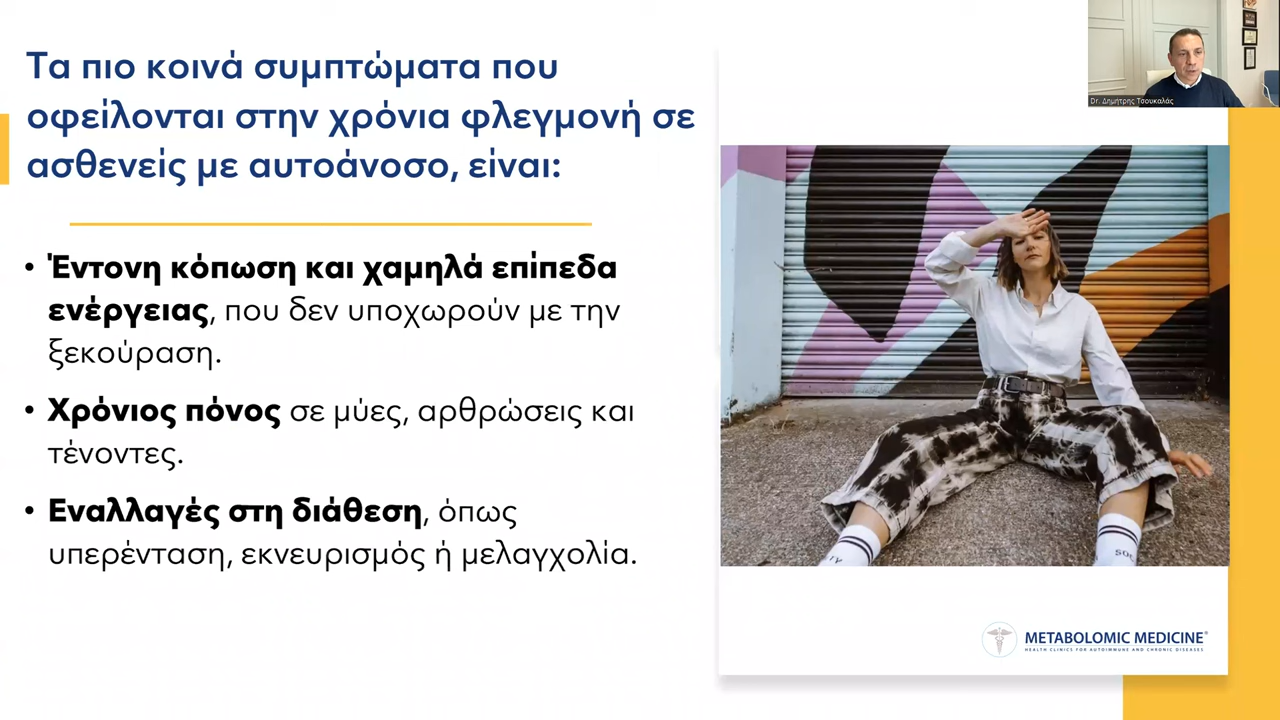 Τα πιο κοινά συμπτώματα που
οφείλονται στην χρόνια φλεγμονή σε
ασθενείς με αυτοάνοσο, είναι:
• Έντονη κόπωση και χαμηλά επίπεδα
ενέργειας, που δεν υποχωρούν με την
ξεκούραση.
• Χρόνιος πόνος σε μύες, αρθρώσεις και
τένοντες.
• Εναλλαγές στη διάθεση, όπως
υπερένταση, εκνευρισμός ή μελαγχολία.
Dr. Δημήτρης Τσουκαλάς
TY
SOC
METABOLOMIC MEDICINE®
HEALTH CLINICS FOR AUTOIMMUNE AND CHRONIC DISEASES